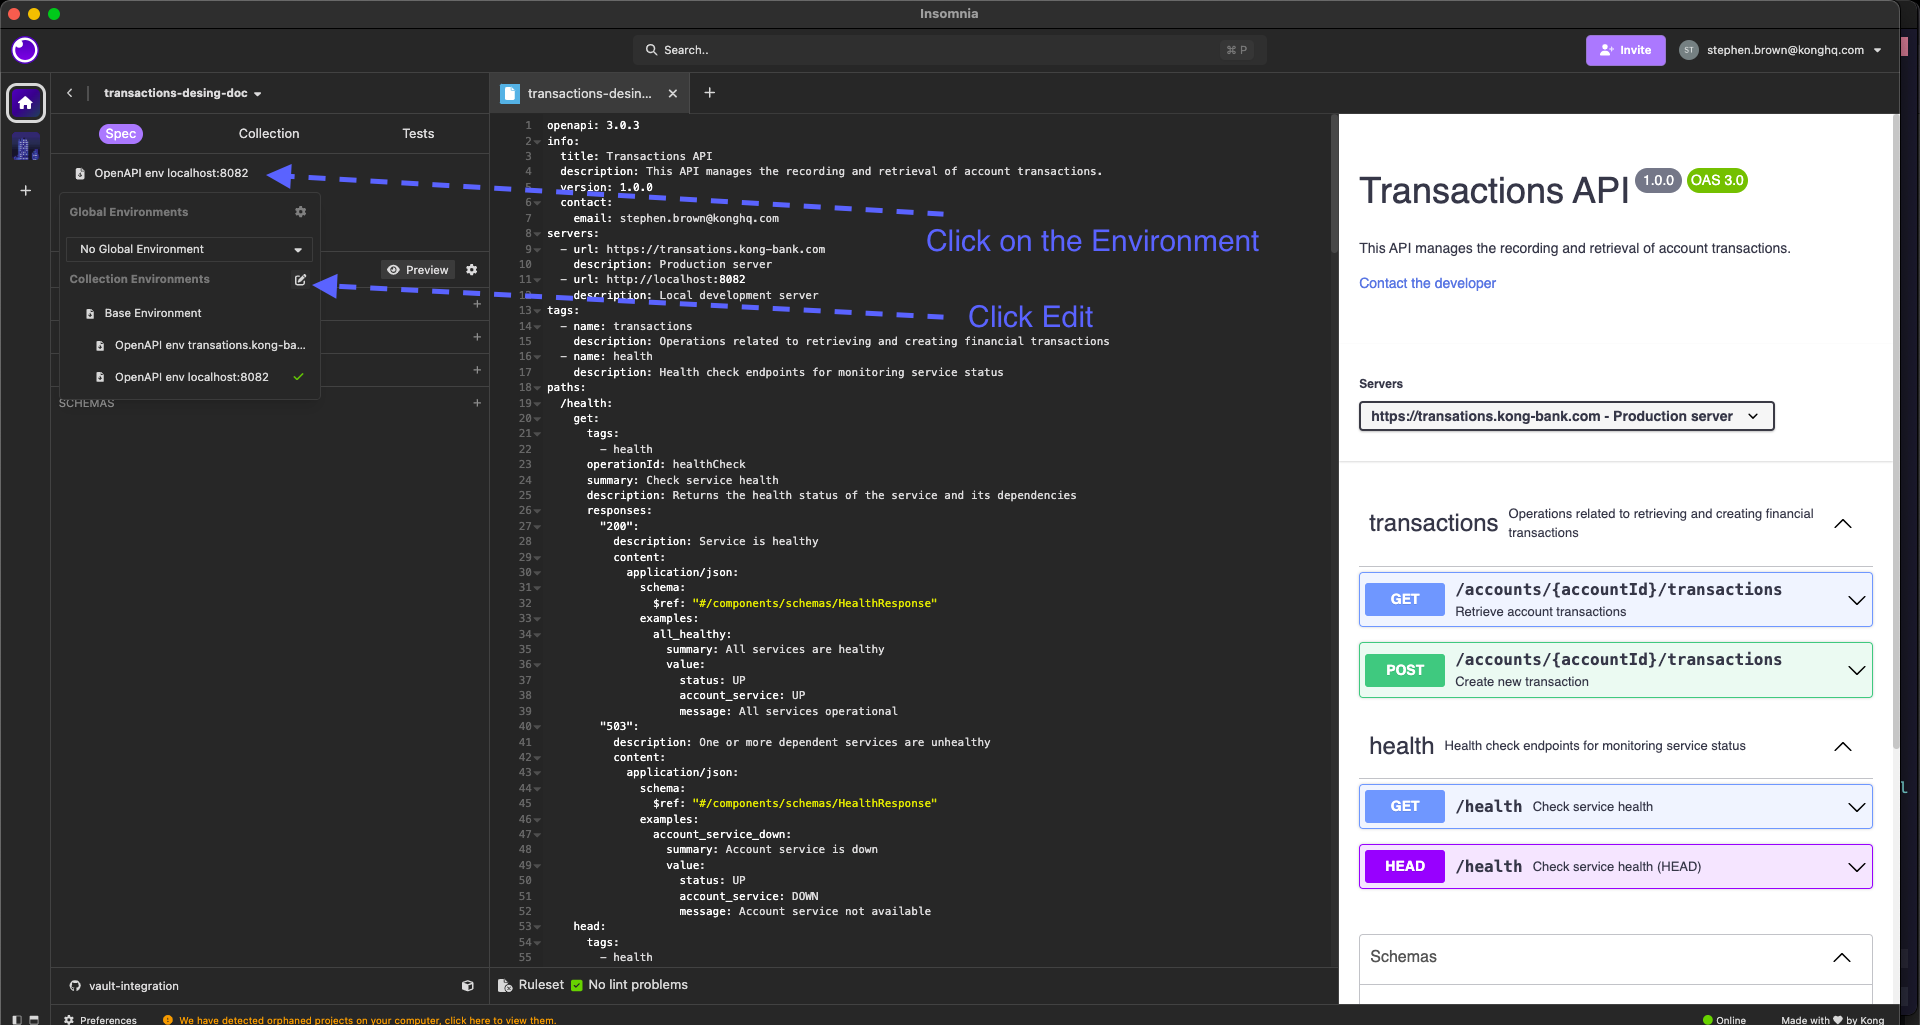 Insomnia
Search..
⌘ P
Invite
ST
stephen.brown@konghq.com
transactions-desing-doc
transactions-desin...
Spec
Collection
Tests
OpenAPI env localhost:8082
Global Environments
No Global Environment
Collection Environments
Base Environment
OpenAPI env transations.kong-ba...
OpenAPI env localhost:8082
Preview
SCHEMAS
vault-integration
Click on the Environment
Click Edit
1 openapi: 3.0.3
2 info:
3 title: Transactions API
4 description: This API manages the recording and retrieval of account transactions.
5 version: 1.0.0
6 contact:
7 email: stephen.brown@konghq.com
8 servers:
9 - url: https://transations.kong-bank.com
10 description: Production server
11 - url: http://localhost:8082
12 description: Local development server
13 tags:
14 - name: transactions
15 description: Operations related to retrieving and creating financial transactions
16 - name: health
17 description: Health check endpoints for monitoring service status
18 paths:
19 /health:
20 get:
21 tags:
22 - health
23 operationId: healthCheck
24 summary: Check service health
25 description: Returns the health status of the service and its dependencies
26 responses:
27 "200":
28 description: Service is healthy
29 content:
30 application/json:
31 schema:
32 $ref: "#/components/schemas/HealthResponse"
33 examples:
34 all_healthy:
35 summary: All services are healthy
36 value:
37 status: UP
38 account_service: UP
39 message: All services operational
40 "503":
41 description: One or more dependent services are unhealthy
42 content:
43 application/json:
44 schema:
45 $ref: "#/components/schemas/HealthResponse"
46 examples:
47 account_service_down:
48 summary: Account service is down
49 value:
50 status: UP
51 account_service: DOWN
52 message: Account service not available
53 head:
54 tags:
55 - health
Ruleset
No lint problems
Transactions API 1.0.0 OAS 3.0
This API manages the recording and retrieval of account transactions.
Contact the developer
Servers
https://transations.kong-bank.com - Production server
transactions
Operations related to retrieving and creating financial
transactions
GET
/accounts/{accountId}/transactions
Retrieve account transactions
POST
/accounts/{accountId}/transactions
Create new transaction
health
Health check endpoints for monitoring service status
GET
/health
Check service health
HEAD
/health
Check service health (HEAD)
Schemas
Preferences
We have detected orphaned projects on your computer, click here to view them.
Online
Made with ♥ by Kong